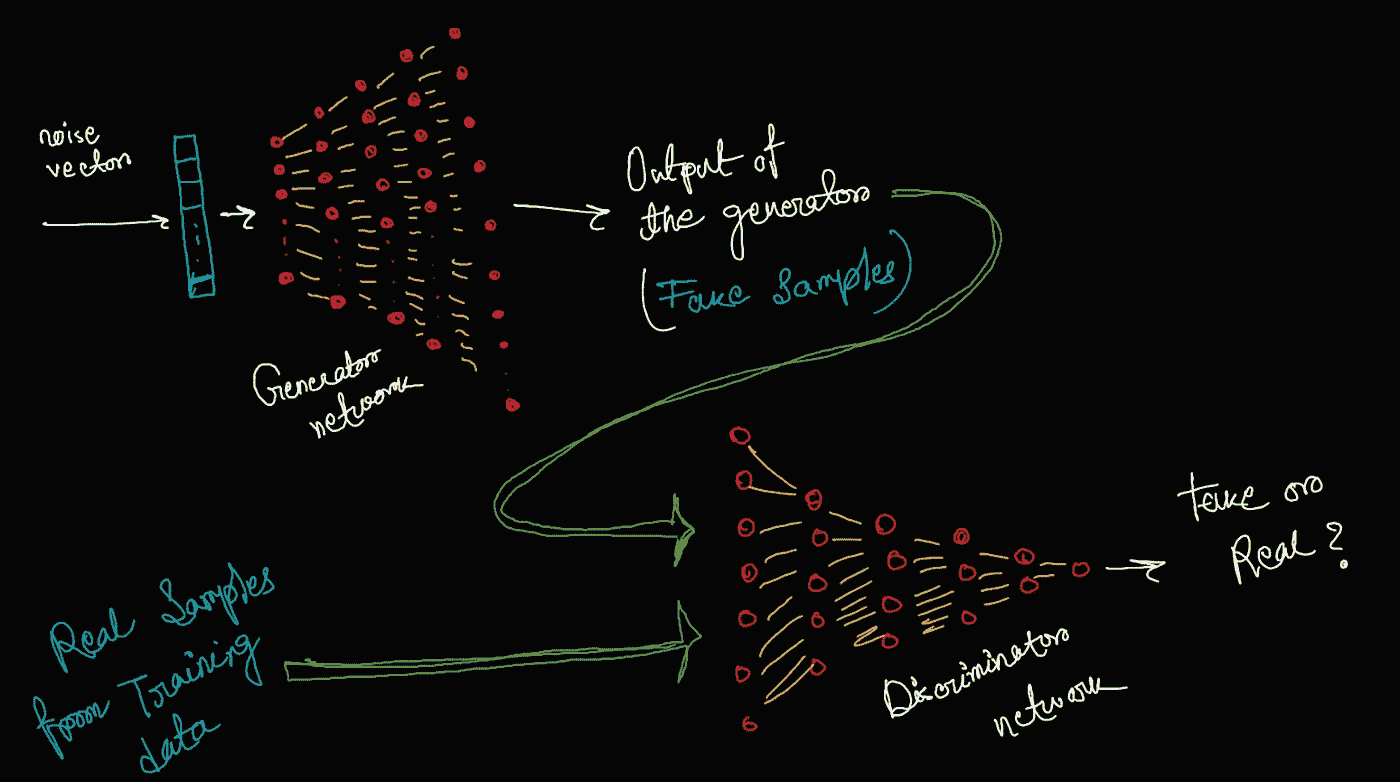 noise
vector
Output of
the generator
(Fake Samples)
Generator
network
Fake or
Real?
Real Samples
from Training
data
Discriminator
network